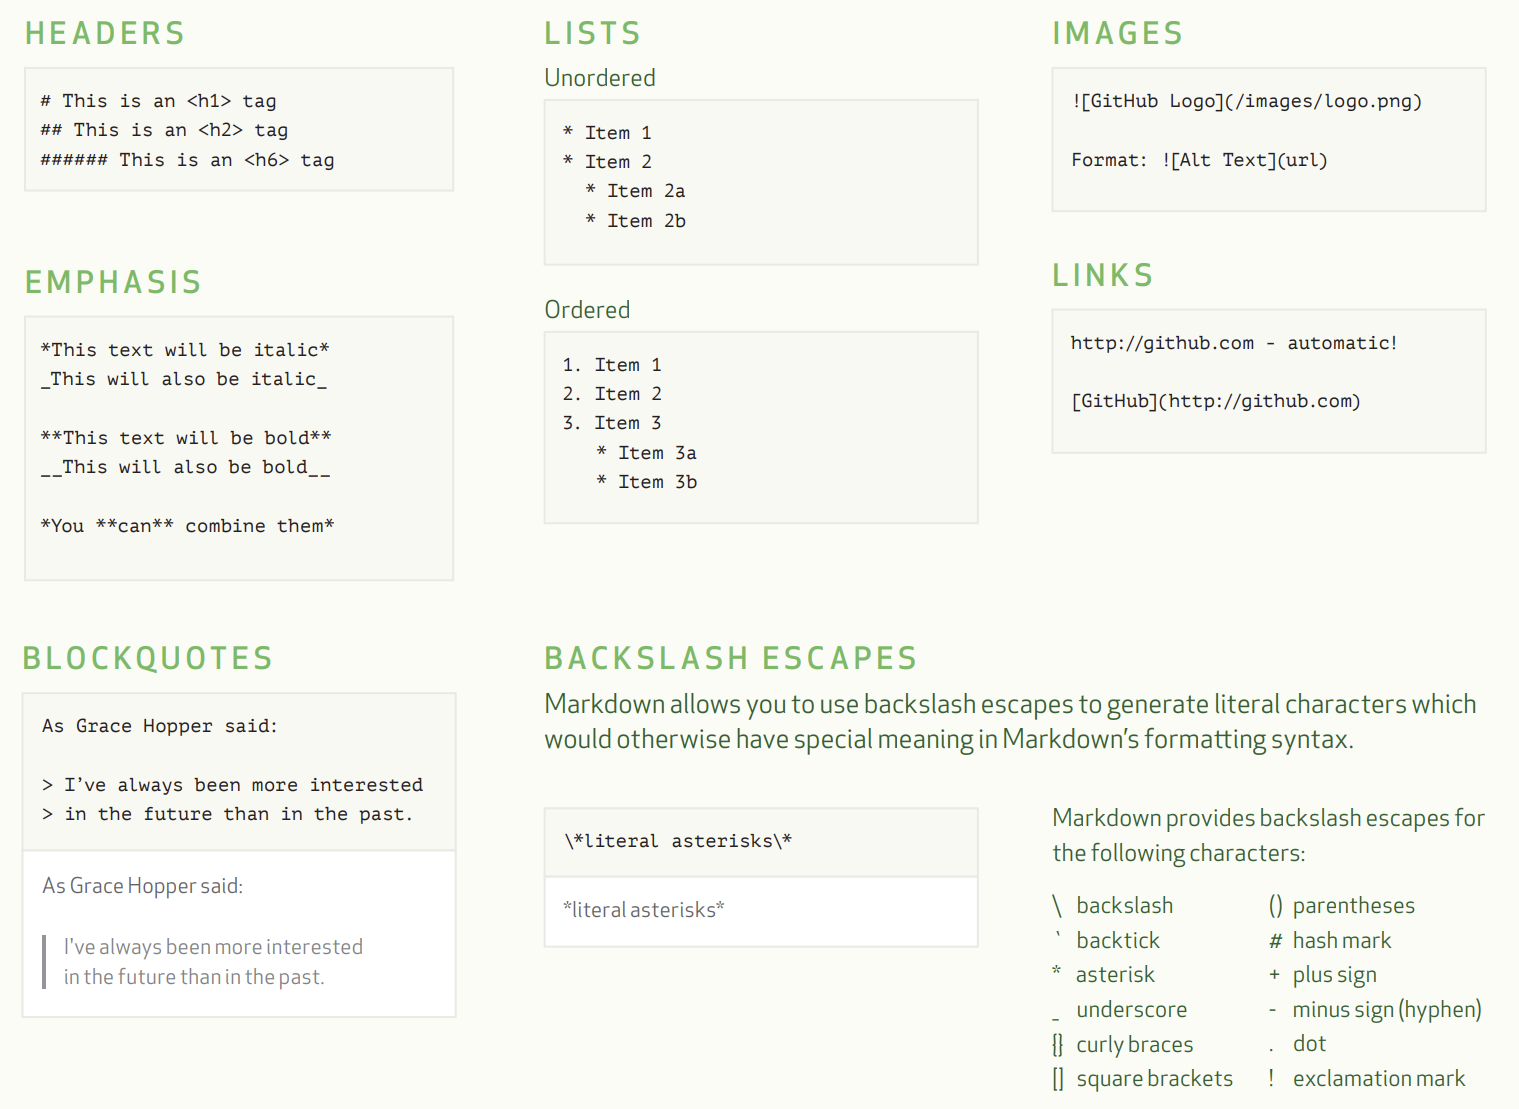 HEADERS
# This is an <h1> tag
## This is an <h2> tag
###### This is an <h6> tag
EMPHASIS
*This text will be italic*
_This will also be italic_
**This text will be bold**
__This will also be bold__
*You **can** combine them*
LISTS
Unordered
* Item 1
* Item 2
  * Item 2a
  * Item 2b
Ordered
1. Item 1
2. Item 2
3. Item 3
   * Item 3a
   * Item 3b
IMAGES
![GitHub Logo](/images/logo.png)
Format: ![Alt Text](url)
LINKS
http://github.com - automatic!
[GitHub](http://github.com)
BLOCKQUOTES
As Grace Hopper said:
> I’ve always been more interested
> in the future than in the past.
As Grace Hopper said:
I've always been more interested
in the future than in the past.
BACKSLASH ESCAPES
Markdown allows you to use backslash escapes to generate literal characters which
would otherwise have special meaning in Markdown’s formatting syntax.
\*literal asterisks\*
*literal asterisks*
Markdown provides backslash escapes for
the following characters:
\ backslash
` backtick
* asterisk
_ underscore
{} curly braces
[] square brackets
() parentheses
# hash mark
+ plus sign
- minus sign (hyphen)
. dot
! exclamation mark